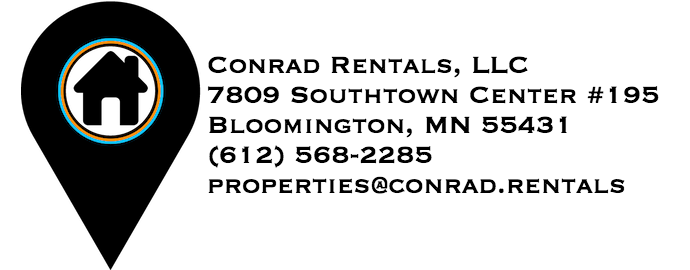 Conrad Rentals, LLC
7809 Southtown Center #195
Bloomington, MN 55431
(612) 568-2285
properties@conrad.rentals